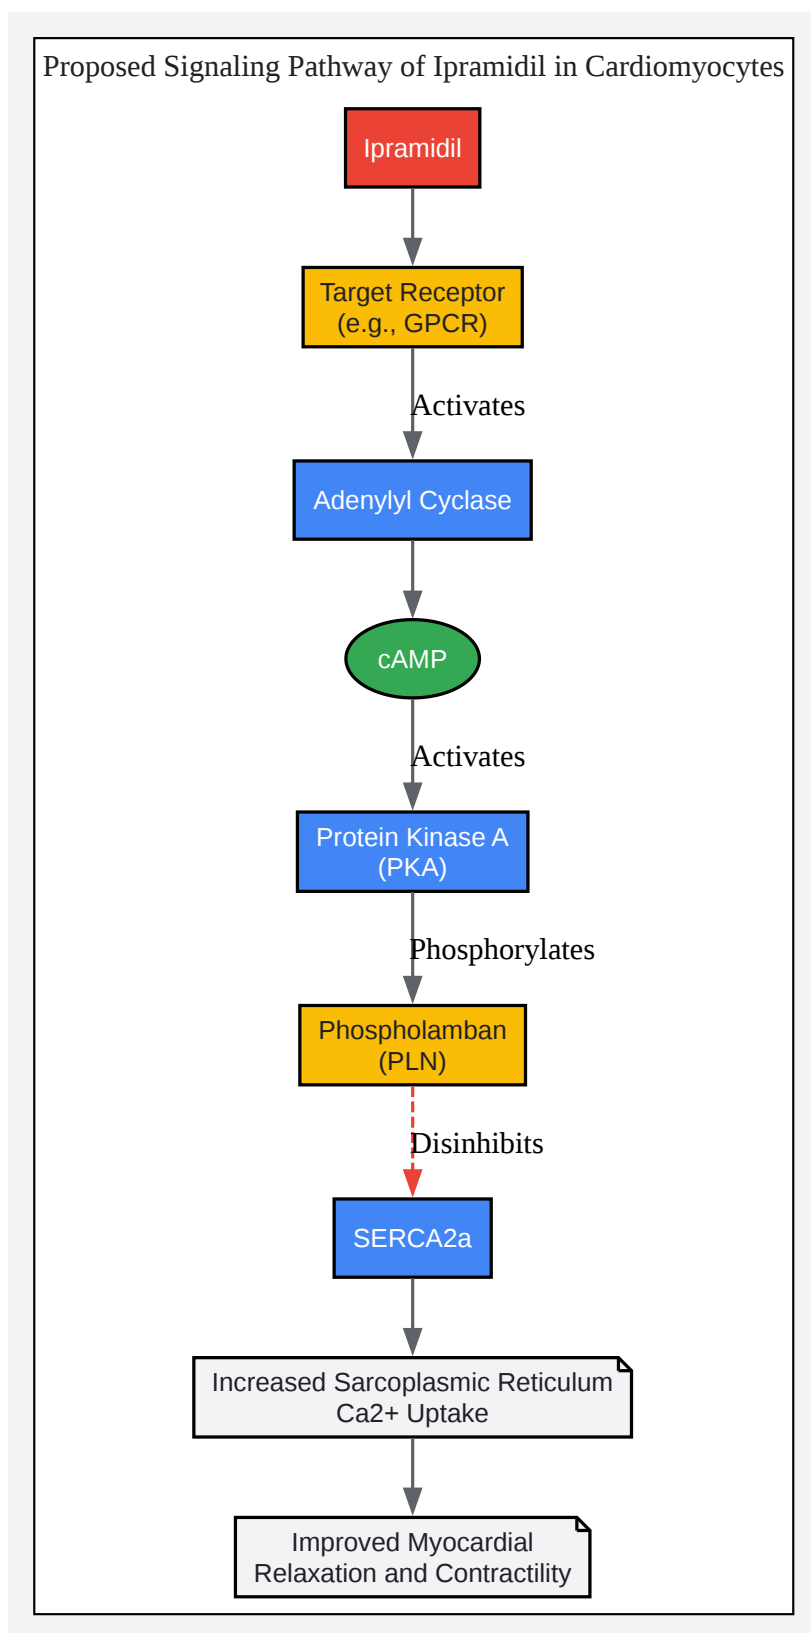 Proposed Signaling Pathway of Ipramidil in Cardiomyocytes
Ipramidil
Target Receptor
(e.g., GPCR)
Activates
Adenylyl Cyclase
cAMP
Activates
Protein Kinase A
(PKA)
Phosphorylates
Phospholamban
(PLN)
Disinhibits
SERCA2a
Increased Sarcoplasmic Reticulum
Ca2+ Uptake
Improved Myocardial
Relaxation and Contractility